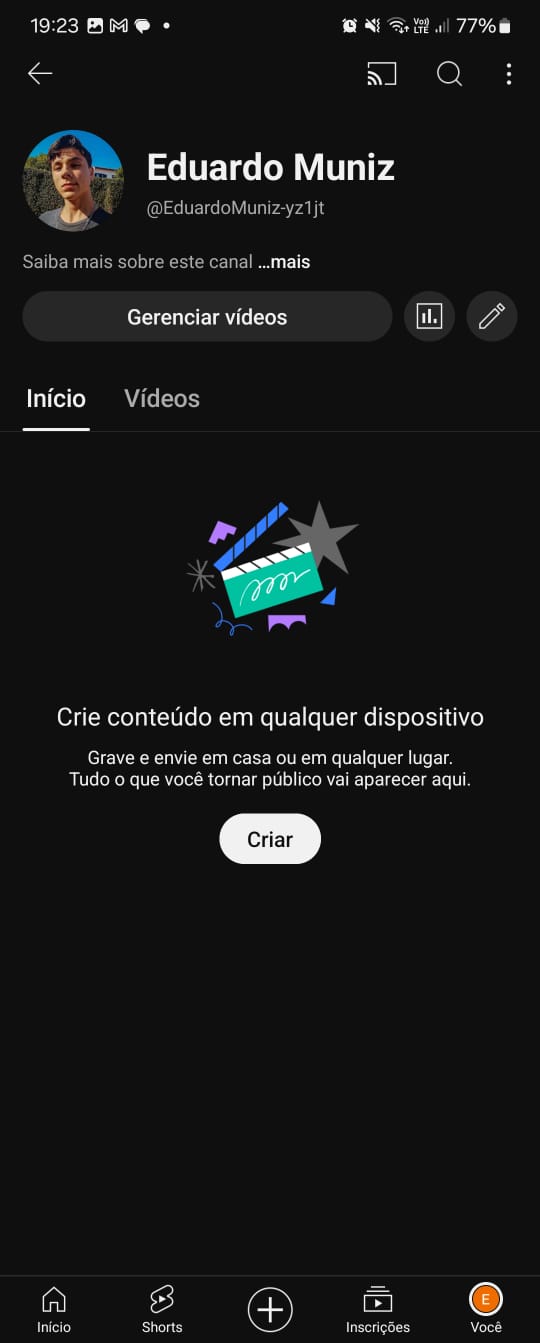 19:23
Vo))
LTE
77%
Eduardo Muniz
@EduardoMuniz-yz1jt
Saiba mais sobre este canal ...mais
Gerenciar vídeos
Início
Vídeos
Crie conteúdo em qualquer dispositivo
Grave e envie em casa ou em qualquer lugar.
Tudo o que você tornar público vai aparecer aqui.
Criar
E
Início
Shorts
Inscrições
Você